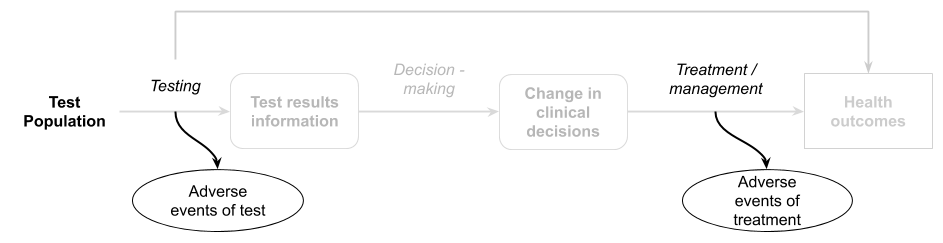 Test
Population
Testing
Test results
information
Decision -
making
Change in
clinical
decisions
Treatment /
management
Health
outcomes
Adverse
events of test
Adverse
events of
treatment